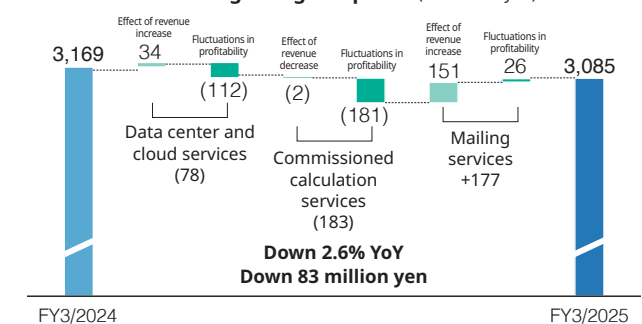 Effect of revenue
increase
34
Fluctuations in
profitability
(112)
Effect of
revenue
decrease
(2)
Fluctuations in
profitability
(181)
Effect of
revenue
increase
151
Fluctuations in
profitability
26
3,169
3,085
Data center and
cloud services
(78)
Commissioned
calculation
services
(183)
Mailing
services
+177
Down 2.6% YoY
Down 83 million yen
FY3/2024
FY3/2025